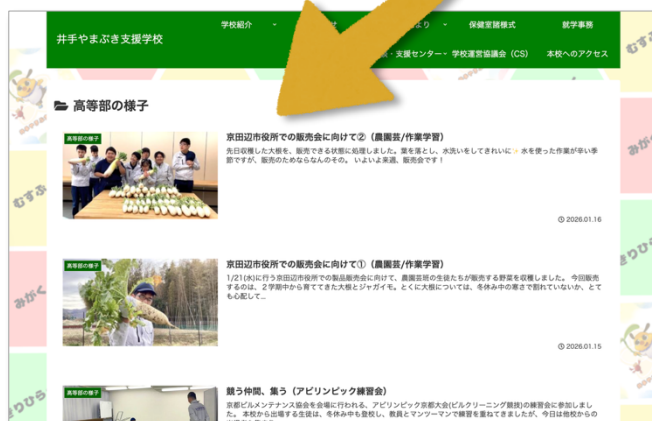 井手やまぶき支援学校
学校紹介
より
保健室諸様式
就学事務
・支援センター
学校運営協議会（CS）
本校へのアクセス
高等部の様子
高等部の様子
京田辺市役所での販売会に向けて②（農園芸/作業学習）
先日収穫した大根を、販売できる状態に処理しました。葉を落とし、水洗いをしてきれいに✨ 水を使った作業が辛い季
節ですが、販売のためならなんのその。 いよいよ来週、販売会です！
2026.01.16
高等部の様子
京田辺市役所での販売会に向けて①（農園芸/作業学習）
1/21(水)に行う京田辺市役所での製品販売会に向けて、農園芸班の生徒たちが販売する野菜を収穫しました。 今回販売
するのは、２学期中から育ててきた大根とジャガイモ。とくに大根については、冬休み中の寒さで割れていないか、とて
も心配して...
2026.01.15
高等部の様子
競う仲間、集う（アビリンピック練習会）
京都ビルメンテナンス協会を会場に行われる、アビリンピック京都大会(ビルクリーニング競技)の練習会に参加しまし
た。 本校から出場する生徒は、冬休み中も登校し、教員とマンツーマンで練習を重ねてきましたが、今日は他校からの